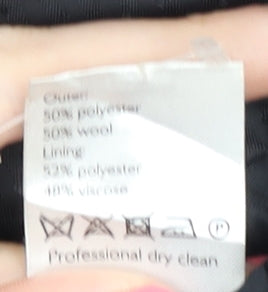 Outer:
50% polyester
50% wool
Lining:
52% polyester
48% viscose
P
Professional dry clean